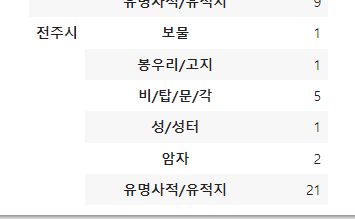 유명사적/유적지 9
전주시 보물 1
봉우리/고지 1
비/탑/문/각 5
성/성터 1
암자 2
유명사적/유적지 21